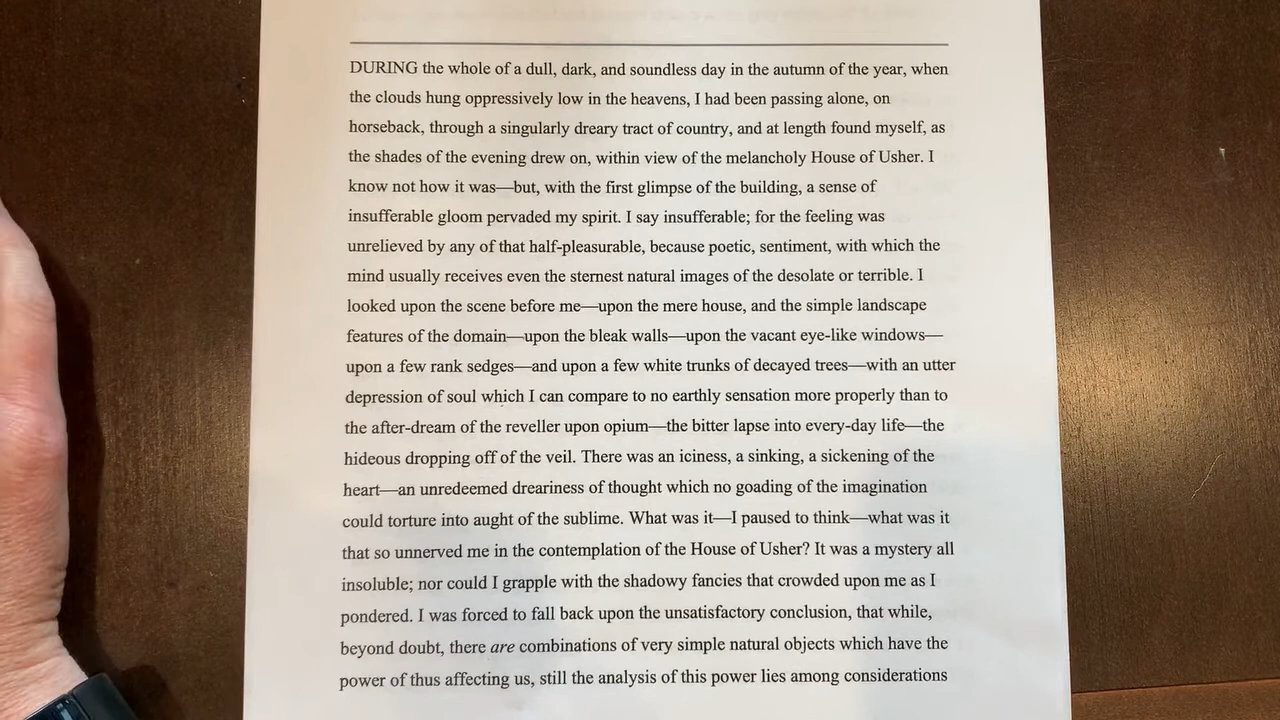 DURING the whole of a dull, dark, and soundless day in the autumn of the year, when
the clouds hung oppressively low in the heavens, I had been passing alone, on
horseback, through a singularly dreary tract of country, and at length found myself, as
the shades of the evening drew on, within view of the melancholy House of Usher. I
know not how it was—but, with the first glimpse of the building, a sense of
insufferable gloom pervaded my spirit. I say insufferable; for the feeling was
unrelieved by any of that half-pleasurable, because poetic, sentiment, with which the
mind usually receives even the sternest natural images of the desolate or terrible. I
looked upon the scene before me—upon the mere house, and the simple landscape
features of the domain—upon the bleak walls—upon the vacant eye-like windows—
upon a few rank sedges—and upon a few white trunks of decayed trees—with an utter
depression of soul which I can compare to no earthly sensation more properly than to
the after-dream of the reveller upon opium—the bitter lapse into every-day life—the
hideous dropping off of the veil. There was an iciness, a sinking, a sickening of the
heart—an unredeemed dreariness of thought which no goading of the imagination
could torture into aught of the sublime. What was it—I paused to think—what was it
that so unnerved me in the contemplation of the House of Usher? It was a mystery all
insoluble; nor could I grapple with the shadowy fancies that crowded upon me as I
pondered. I was forced to fall back upon the unsatisfactory conclusion, that while,
beyond doubt, there are combinations of very simple natural objects which have the
power of thus affecting us, still the analysis of this power lies among considerations